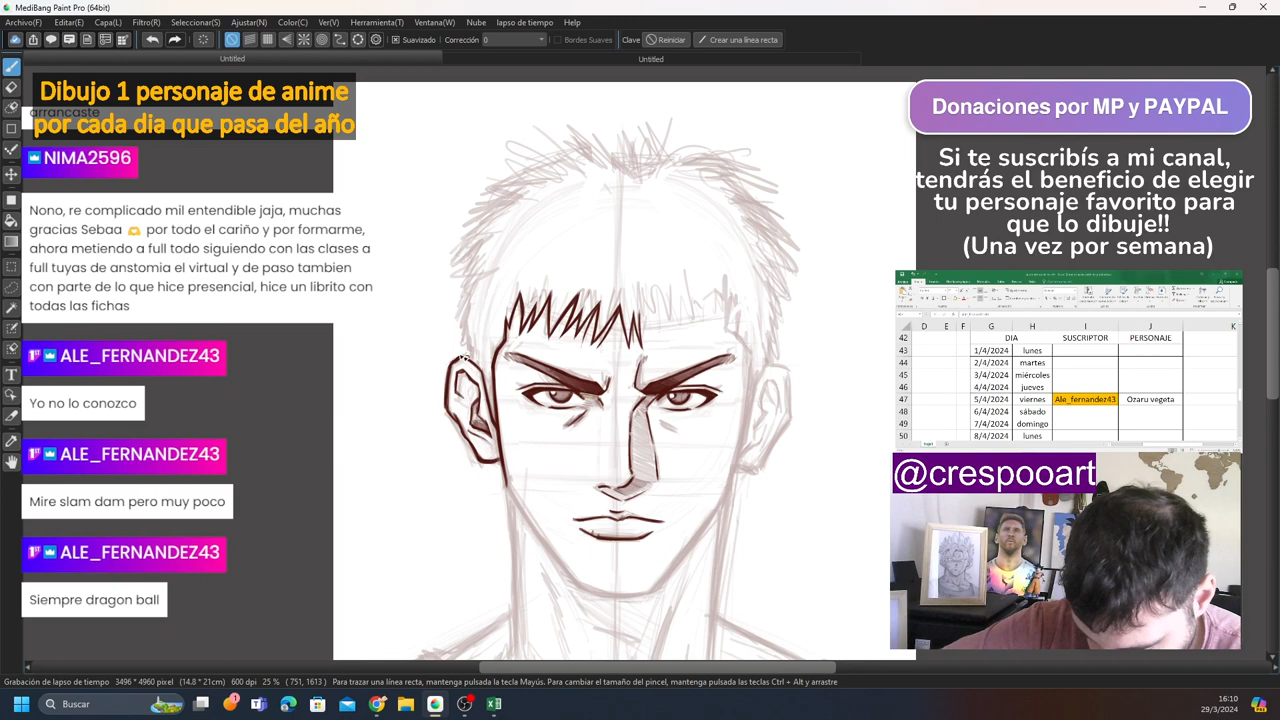 MediBang Paint Pro (64bit)
Archivo(F) Editar(E) Capa(L) Filtro(R) Seleccionar(S) Ajustar(N) Color(C) Ver(V) Herramienta(T) Ventana(W) Nube lapso de tiempo Help
Suavizado Corrección 0 Bordes Suaves Clave Reiniciar Crear una línea recta
Untitled Untitled
Dibujo 1 personaje de anime
por cada dia que pasa del año
arrancaste
NIMA2596
Nono, re complicado mil entendible jaja, muchas
gracias Sebaa 🫶 por todo el cariño y por formarme,
ahora metiendo a full todo siguiendo con las clases a
full tuyas de anstomia el virtual y de paso tambien
con parte de lo que hice presencial, hice un librito con
todas las fichas
ALE_FERNANDEZ43
Yo no lo conozco
ALE_FERNANDEZ43
Mire slam dam pero muy poco
ALE_FERNANDEZ43
Siempre dragon ball
Donaciones por MP y PAYPAL
Si te suscribís a mi canal,
tendrás el beneficio de elegir
tu personaje favorito para
que lo dibuje!!
(Una vez por semana)
D E F G H I J K
42 DIA SUSCRIPTOR PERSONAJE
43 1/4/2024 lunes
44 2/4/2024 martes
45 3/4/2024 miércoles
46 4/4/2024 jueves
47 5/4/2024 viernes Ale_fernandez43 Ozaru vegeta
48 6/4/2024 sábado
49 7/4/2024 domingo
50 8/4/2024 lunes
@crespooart
Grabación de lapso de tiempo 3496 * 4960 pixel (14.8 * 21cm) 600 dpi 25 % ( 751, 1613 ) Para trazar una línea recta, mantenga pulsada la tecla Mayús. Para cambiar el tamaño del pincel, mantenga pulsada las teclas Ctrl + Alt y arrastre
Buscar
1
16:10
29/3/2024